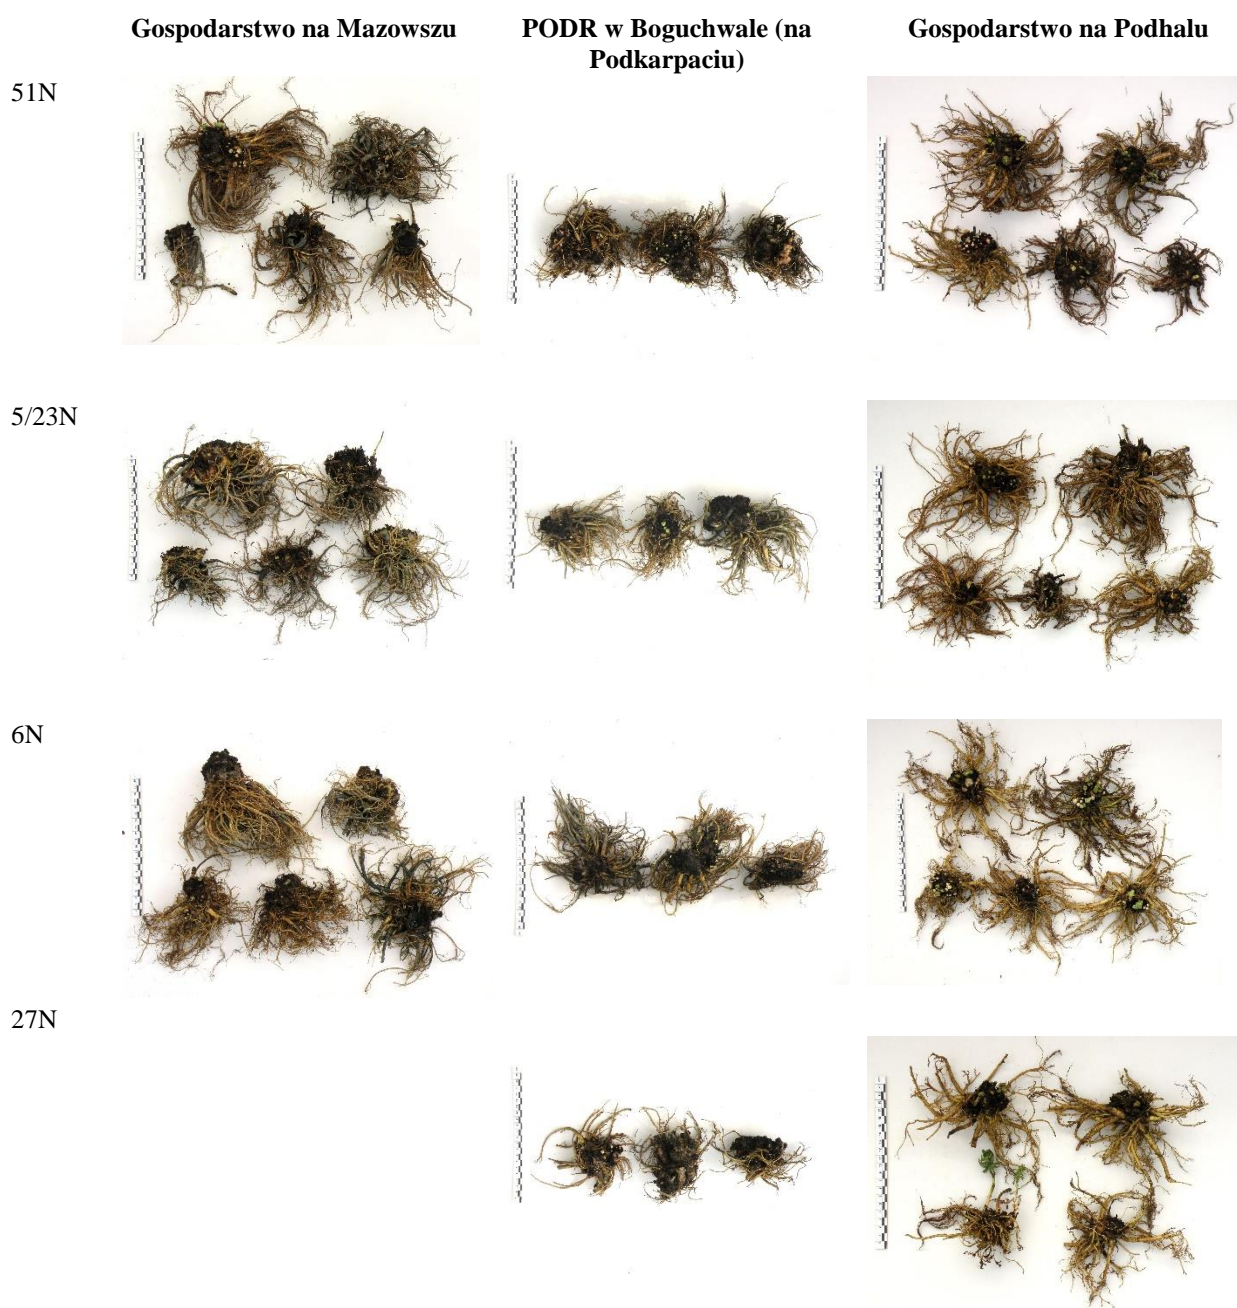 Gospodarstwo na Mazowszu
PODR w Boguchwale (na
Podkarpaciu)
Gospodarstwo na Podhalu
51N
5/23N
6N
27N